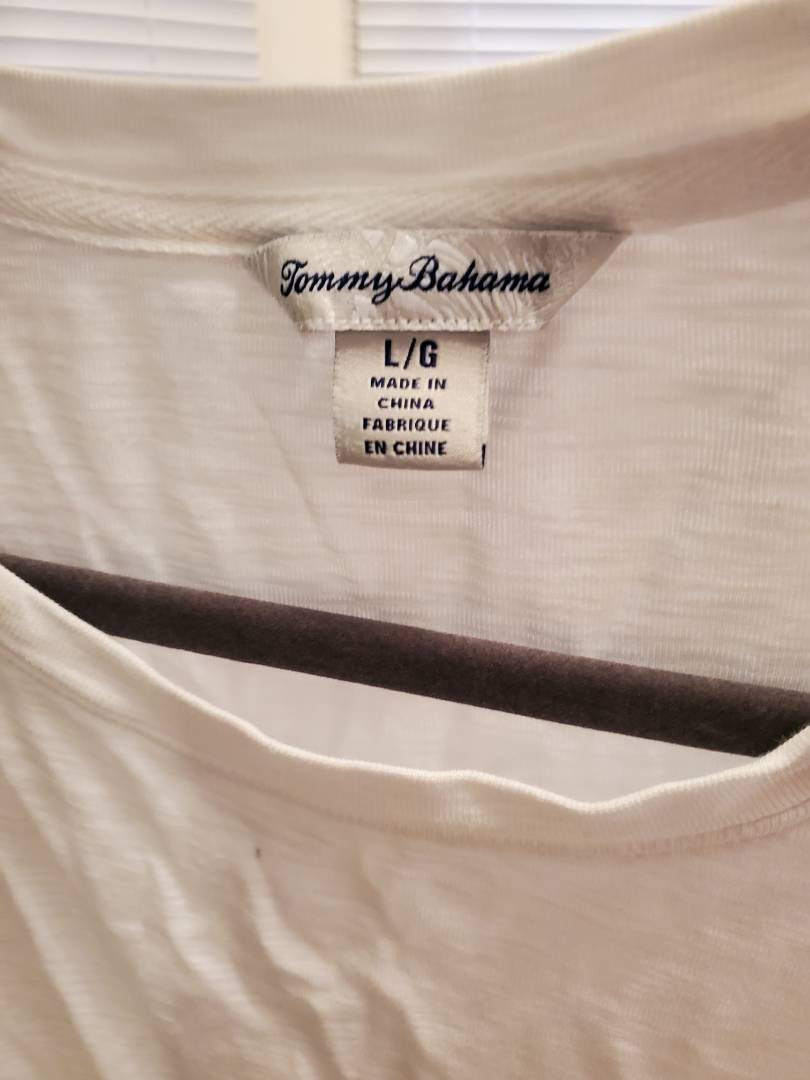 Tommy Bahama
L/G
MADE IN
CHINA
FABRIQUE
EN CHINE